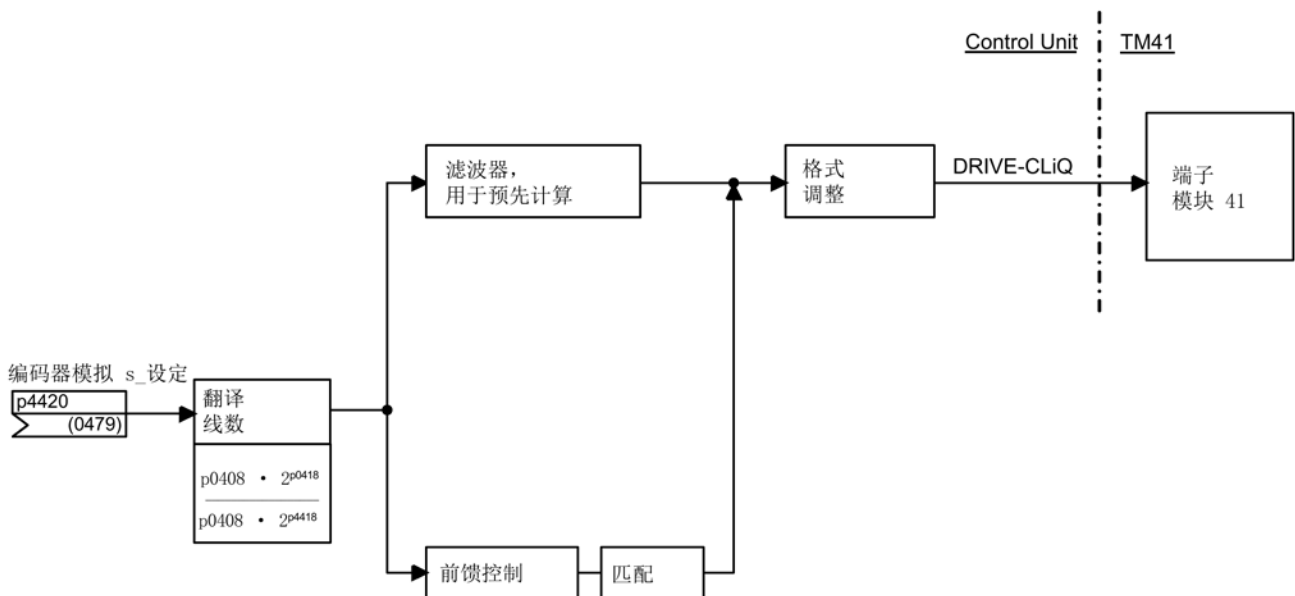 Control Unit
TM41
滤波器，
用于预先计算
格式
调整
DRIVE-CLiQ
端子
模块 41
编码器模拟 s_设定
p4420
(0479)
翻译
线数
p0408 • 2p0418
p0408 • 2p4418
前馈控制
匹配